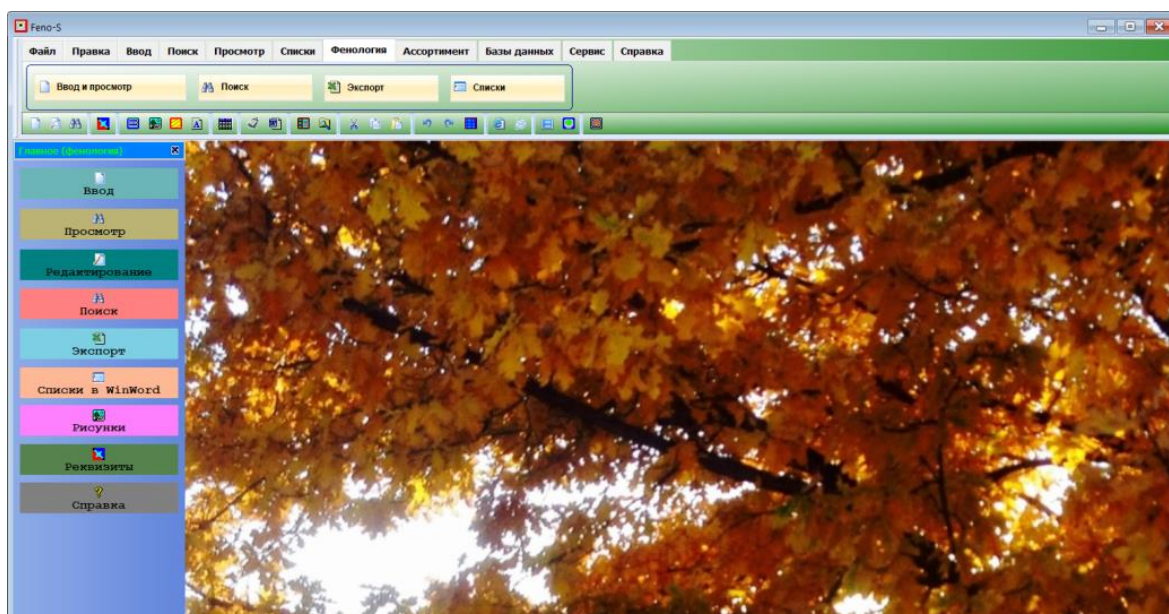 Feno-S
Файл Правка Ввод Поиск Просмотр Списки Фенология Ассортимент Базы данных Сервис Справка
Ввод и просмотр Поиск Экспорт Списки
Главное (фенология)
Ввод
Просмотр
Редактирование
Поиск
Экспорт
Списки в WinWord
Рисунки
Реквизиты
Справка